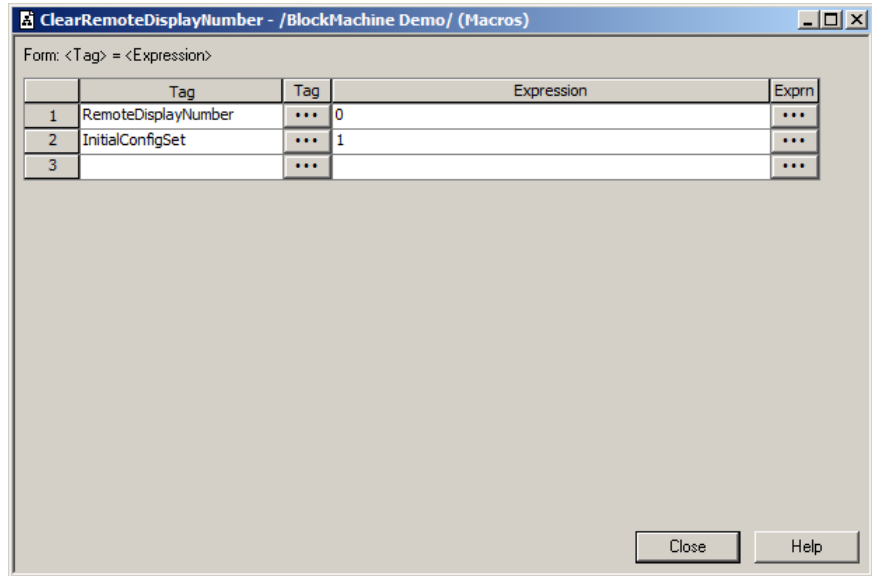 ClearRemoteDisplayNumber - /BlockMachine Demo/ (Macros)
Form: <Tag> = <Expression>
Tag Tag Expression Exprn
1 RemoteDisplayNumber ... 0 ...
2 InitialConfigSet ... 1 ...
3 ... ...
Close Help